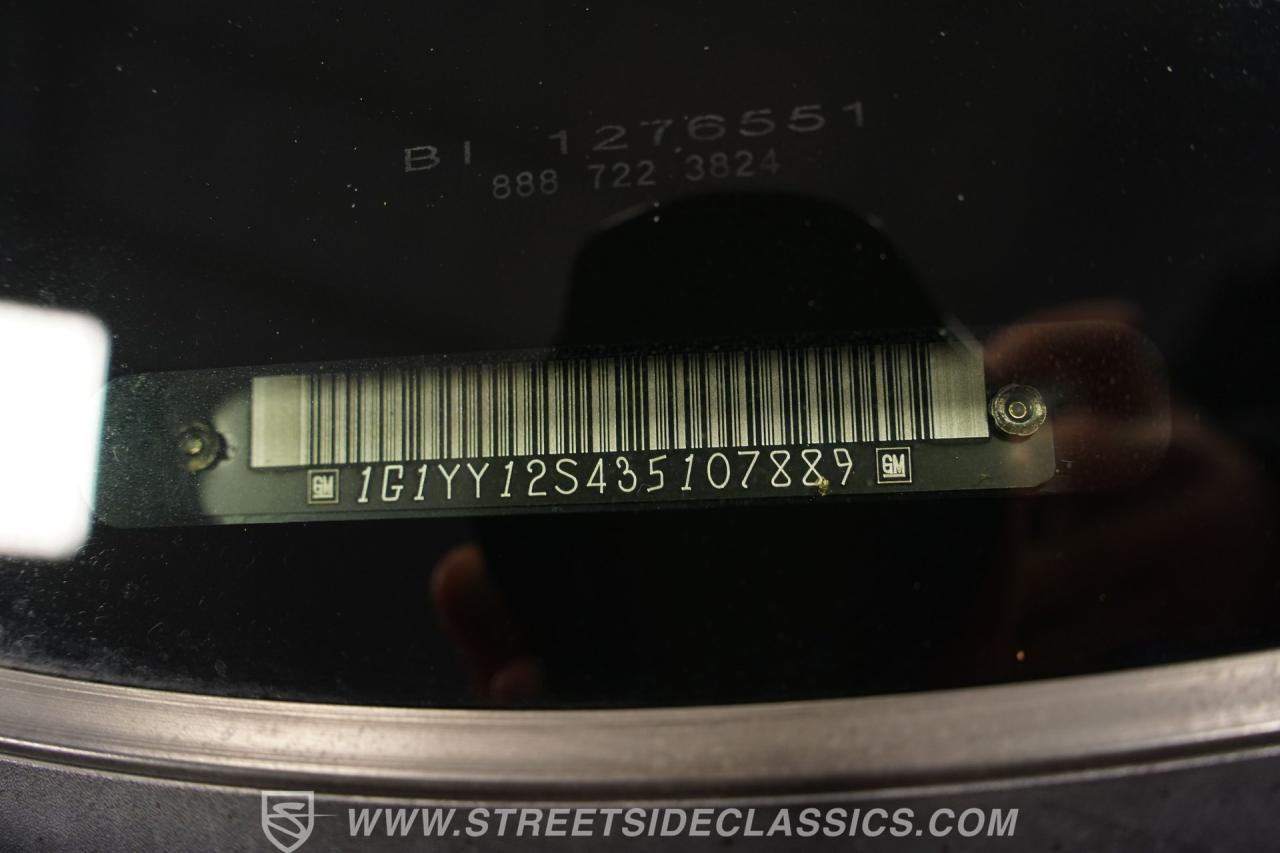 BI 1276551
888 722 3824
GM 1G1YY12S435107889 GM
WWW.STREETSIDECLASSICS.COM